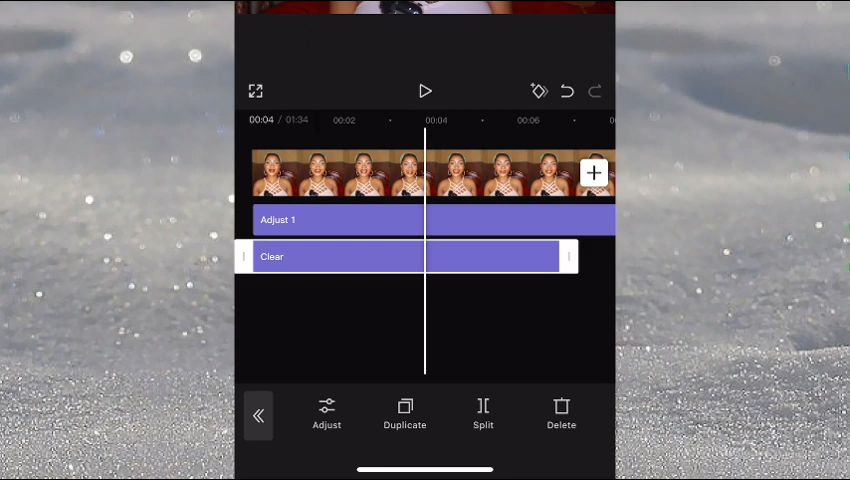 00:04 / 01:34 00:02 00:04 00:06
Adjust 1
Clear
Adjust Duplicate Split Delete